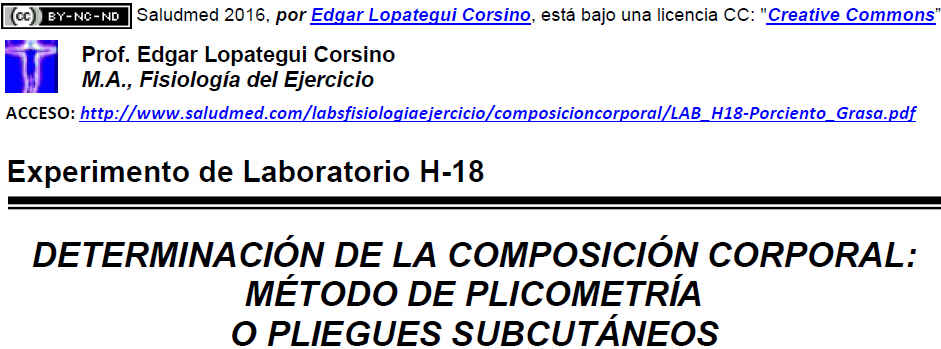 (cc) BY-NC-ND Saludmed 2016, por Edgar Lopategui Corsino, está bajo una licencia CC: "Creative Commons"
Prof. Edgar Lopategui Corsino
M.A., Fisiología del Ejercicio
ACCESO: http://www.saludmed.com/labsfisiologiaejercicio/composicioncorporal/LAB_H18-Porciento_Grasa.pdf
Experimento de Laboratorio H-18
DETERMINACIÓN DE LA COMPOSICIÓN CORPORAL:
MÉTODO DE PLICOMETRÍA
O PLIEGUES SUBCUTÁNEOS